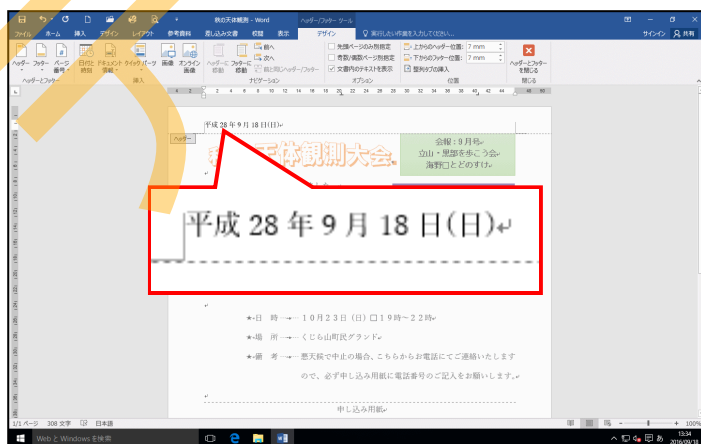 秋の天体観測 - Word
ヘッダー/フッター ツール
ファイル
ホーム
挿入
デザイン
レイアウト
参考資料
差し込み文書
校閲
表示
デザイン
実行したい作業を入力してください...
サインイン
共有
ヘッダー
フッター
ページ番号
日付と時刻
ドキュメント情報
クイックパーツ
画像
オンライン画像
ヘッダーに移動
フッターに移動
前へ
次へ
前と同じヘッダー/フッター
先頭ページのみ別指定
奇数/偶数ページ別指定
文書内のテキストを表示
上からのヘッダー位置: 7 mm
下からのフッター位置: 7 mm
整列タブの挿入
ヘッダーとフッターを閉じる
ヘッダーとフッター
挿入
ナビゲーション
オプション
位置
閉じる
平成 28 年 9 月 18 日(日)
ヘッダー
天体観測大会
会報:9月号
立山・黒部を歩こう会
海野□とどのすけ
平成 28 年 9 月 18 日(日)
★-日 時→ 10月23日(日)□19時~22時
★-場 所→ くじら山町民グランド
★-備 考→ 悪天候で中止の場合、こちらからお電話にてご連絡いたします
ので、必ず申し込み用紙に電話番号のご記入をお願いします。
申し込み用紙
1/1 ページ
308 文字
日本語
100%
Web と Windows を検索
13:34
2016/09/18